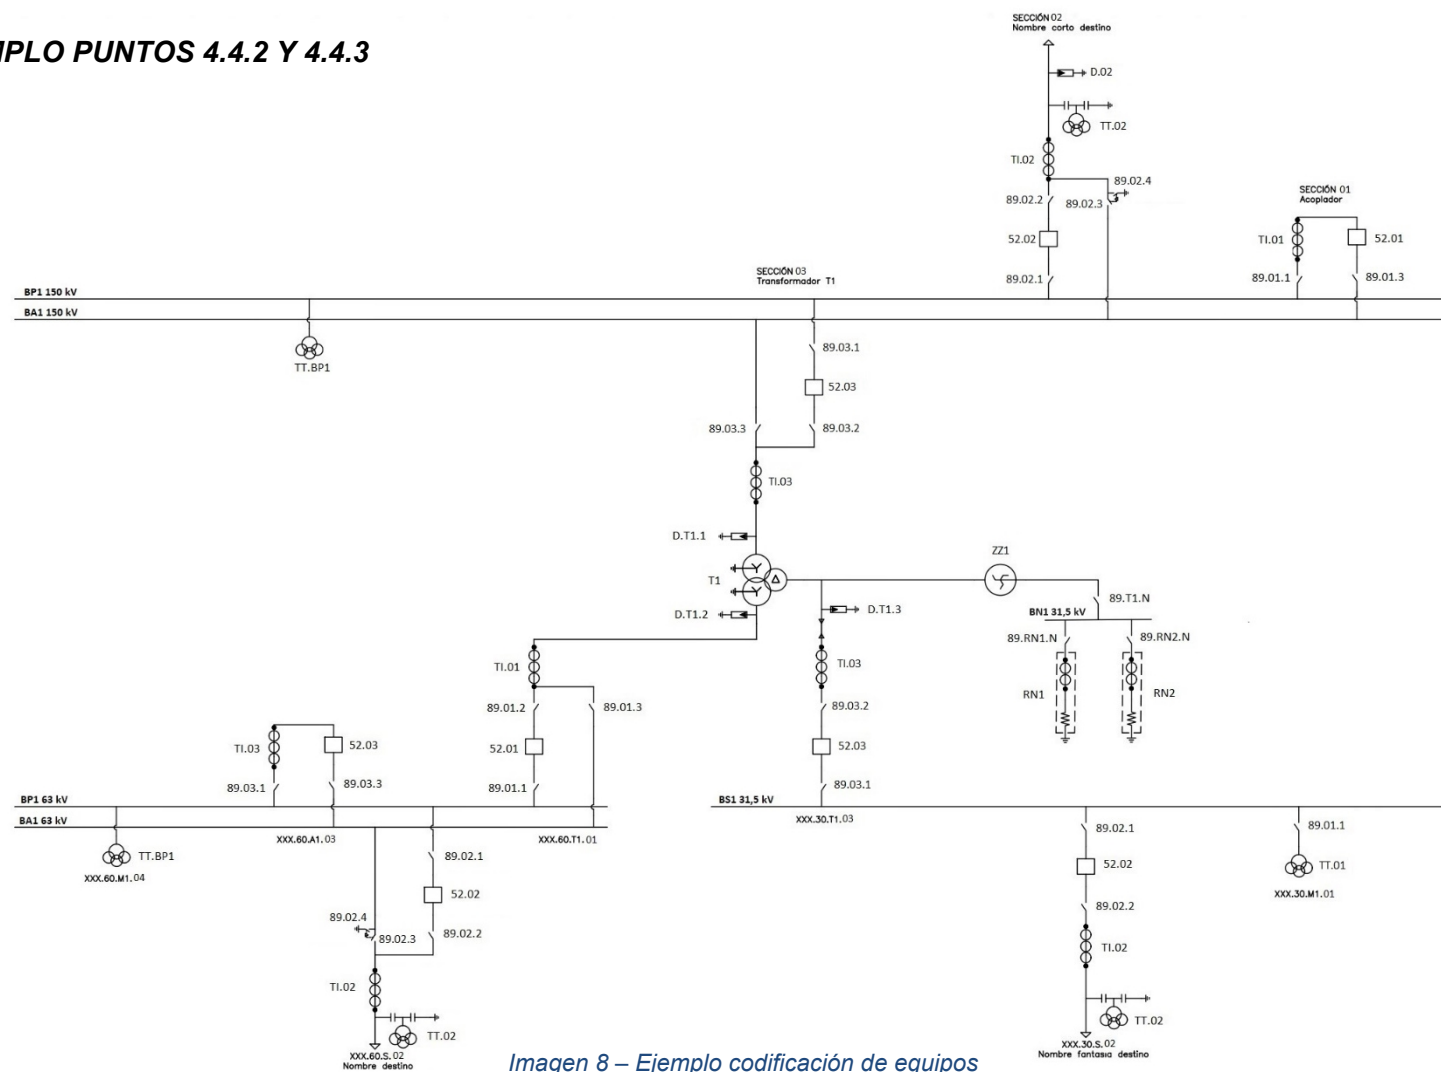 MPLO PUNTOS 4.4.2 Y 4.4.3
SECCIÓN 02
Nombre corto destino
D.02
TT.02
TI.02
89.02.4
89.02.2
89.02.3
52.02
89.02.1
SECCIÓN 01
Acoplador
TI.01
52.01
89.01.1
89.01.3
SECCIÓN 03
Transformador T1
BP1 150 kV
BA1 150 kV
TT.BP1
89.03.1
52.03
89.03.3
89.03.2
TI.03
D.T1.1
T1
D.T1.2
ZZ1
89.T1.N
D.T1.3
BN1 31,5 kV
89.RN1.N
89.RN2.N
RN1
RN2
TI.01
TI.03
89.01.2
89.01.3
89.03.2
TI.03
52.03
52.01
52.03
89.03.1
89.03.3
89.01.1
89.03.1
BP1 63 kV
BA1 63 kV
BS1 31,5 kV
XXX.60.A1.03
XXX.60.T1.01
XXX.30.T1.03
TT.BP1
XXX.60.M1.04
89.02.1
52.02
89.02.4
89.02.3
89.02.2
TI.02
TT.02
XXX.60.S.02
Nombre destino
89.02.1
52.02
89.02.2
TI.02
TT.02
XXX.30.S.02
Nombre fantasia destino
89.01.1
TT.01
XXX.30.M1.01
Imagen 8 – Ejemplo codificación de equipos